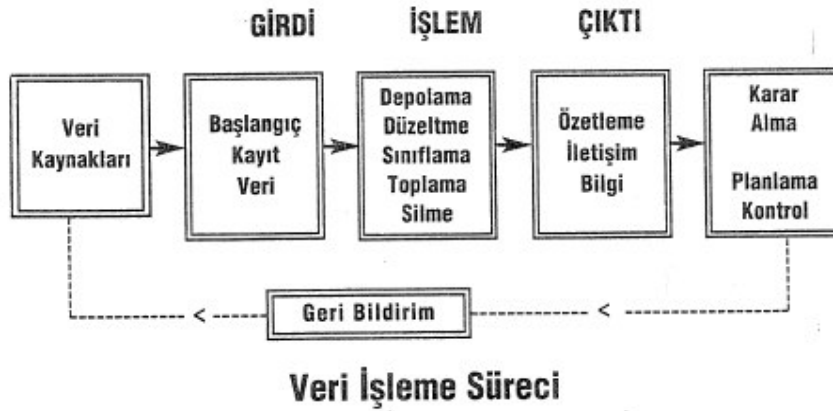 GİRDİ İŞLEM ÇIKTI
Veri
Kaynakları
Başlangıç
Kayıt
Veri
Depolama
Düzeltme
Sınıflama
Toplama
Silme
Özetleme
İletişim
Bilgi
Karar
Alma
Planlama
Kontrol
Geri Bildirim
Veri İşleme Süreci